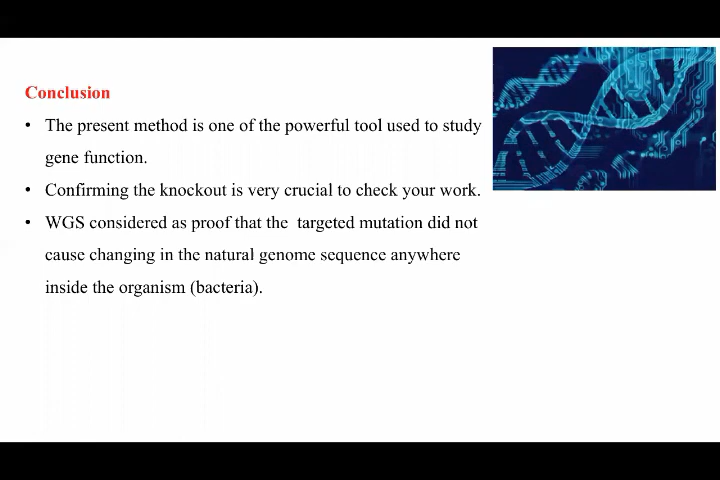 Conclusion
• The present method is one of the powerful tool used to study
gene function.
• Confirming the knockout is very crucial to check your work.
• WGS considered as proof that the  targeted mutation did not
cause changing in the natural genome sequence anywhere
inside the organism (bacteria).